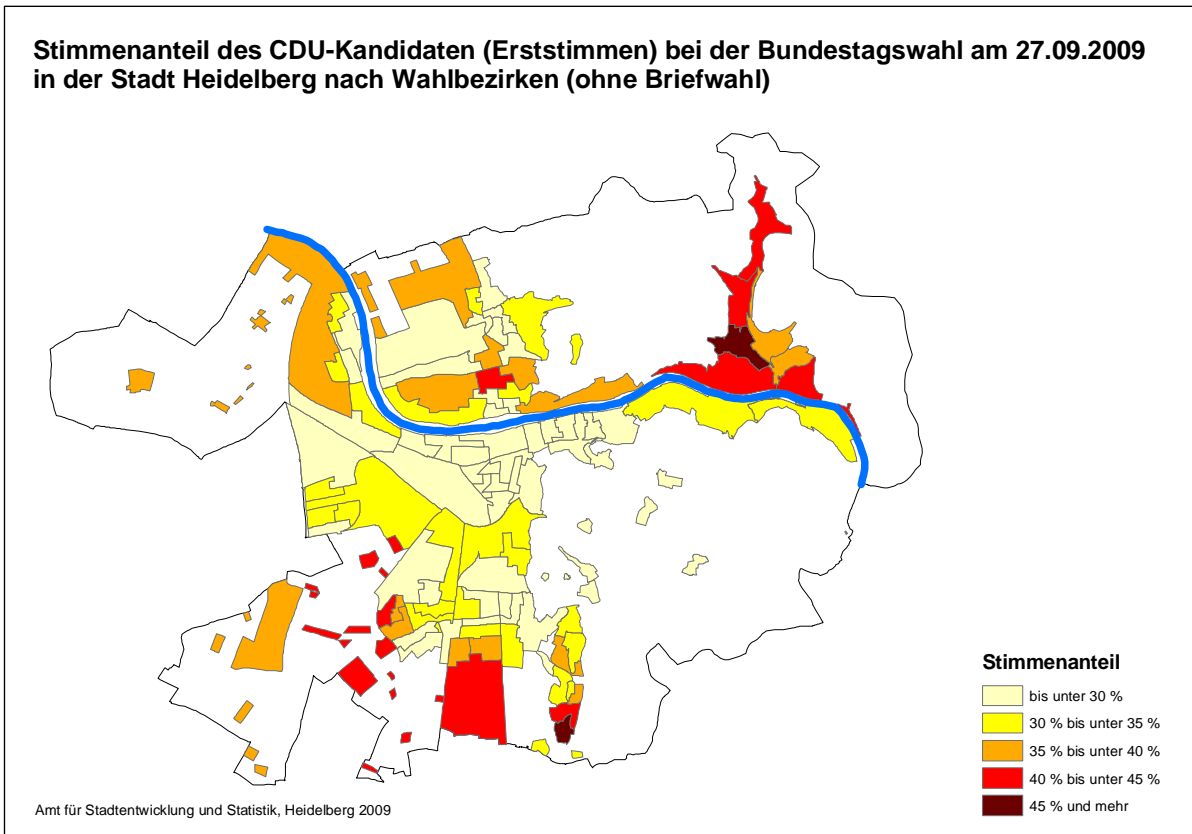 Stimmenanteil des CDU-Kandidaten (Erststimmen) bei der Bundestagswahl am 27.09.2009
in der Stadt Heidelberg nach Wahlbezirken (ohne Briefwahl)
Stimmenanteil
bis unter 30 %
30 % bis unter 35 %
35 % bis unter 40 %
40 % bis unter 45 %
45 % und mehr
Amt für Stadtentwicklung und Statistik, Heidelberg 2009